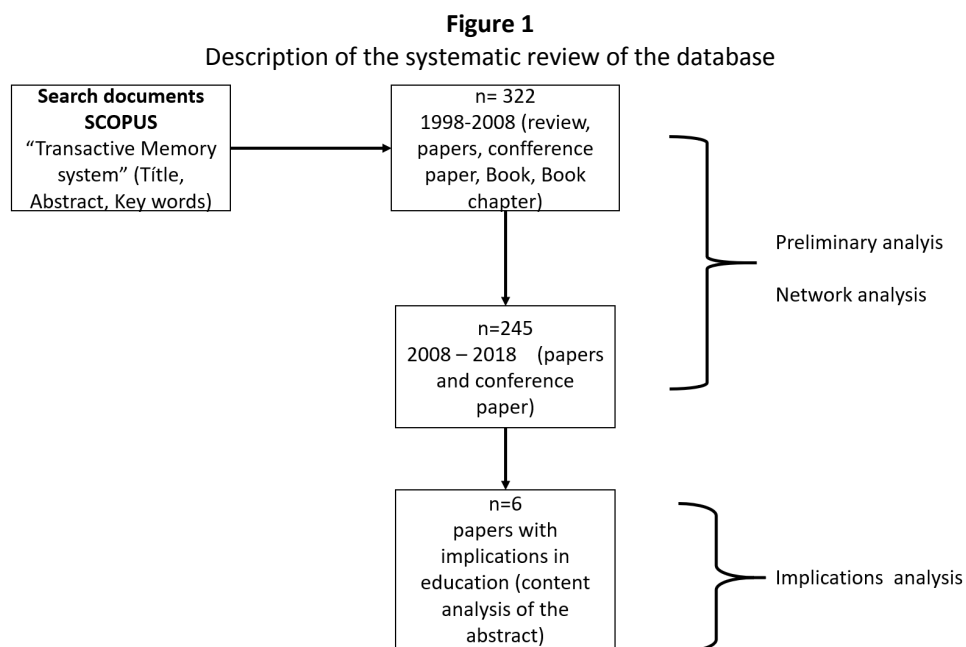 Figure 1
Description of the systematic review of the database
Search documents
SCOPUS
“Transactive Memory
system” (Títle,
Abstract, Key words)
n= 322
1998-2008 (review,
papers, confference
paper, Book, Book
chapter)
Preliminary analyis
Network analysis
n=245
2008 – 2018 (papers
and conference
paper)
n=6
papers with
implications in
education (content
analysis of the
abstract)
Implications analysis